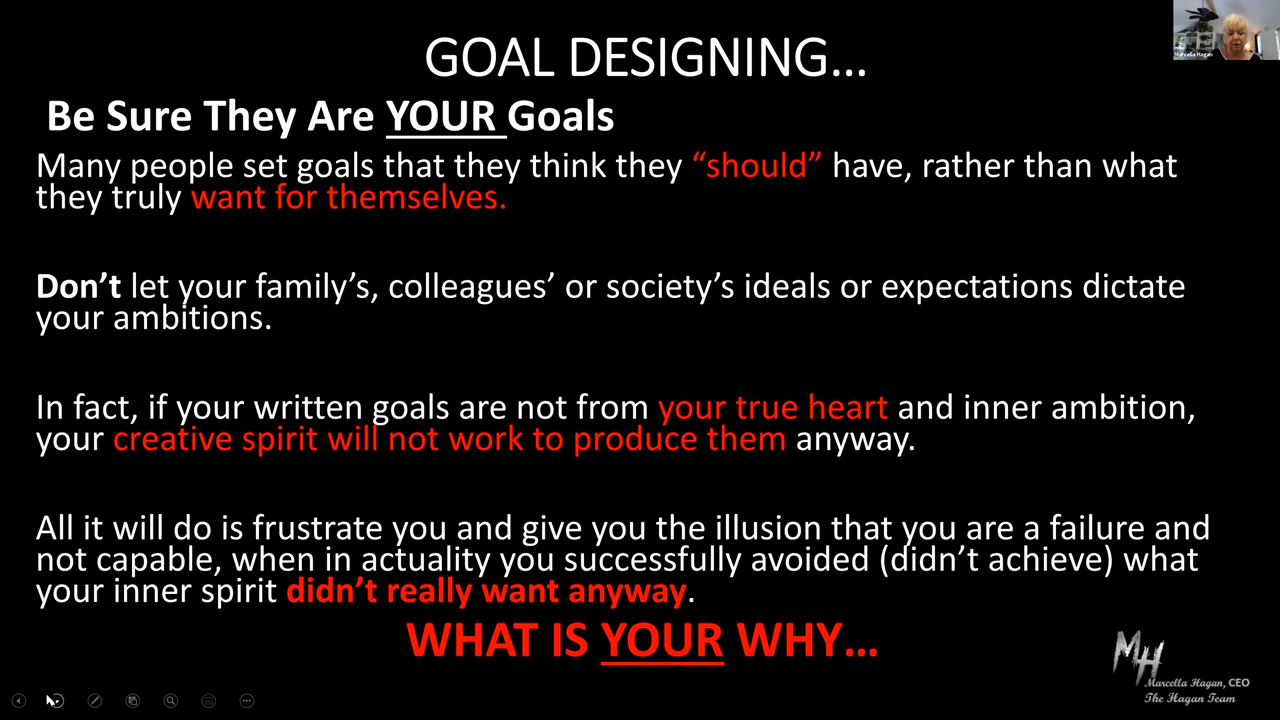 GOAL DESIGNING...
Marcella Hagan
Be Sure They Are YOUR Goals
Many people set goals that they think they “should” have, rather than what
they truly want for themselves.
Don’t let your family’s, colleagues’ or society’s ideals or expectations dictate
your ambitions.
In fact, if your written goals are not from your true heart and inner ambition,
your creative spirit will not work to produce them anyway.
All it will do is frustrate you and give you the illusion that you are a failure and
not capable, when in actuality you successfully avoided (didn’t achieve) what
your inner spirit didn’t really want anyway.
WHAT IS YOUR WHY...
MH
Marcella Hagan, CEO
The Hagan Team